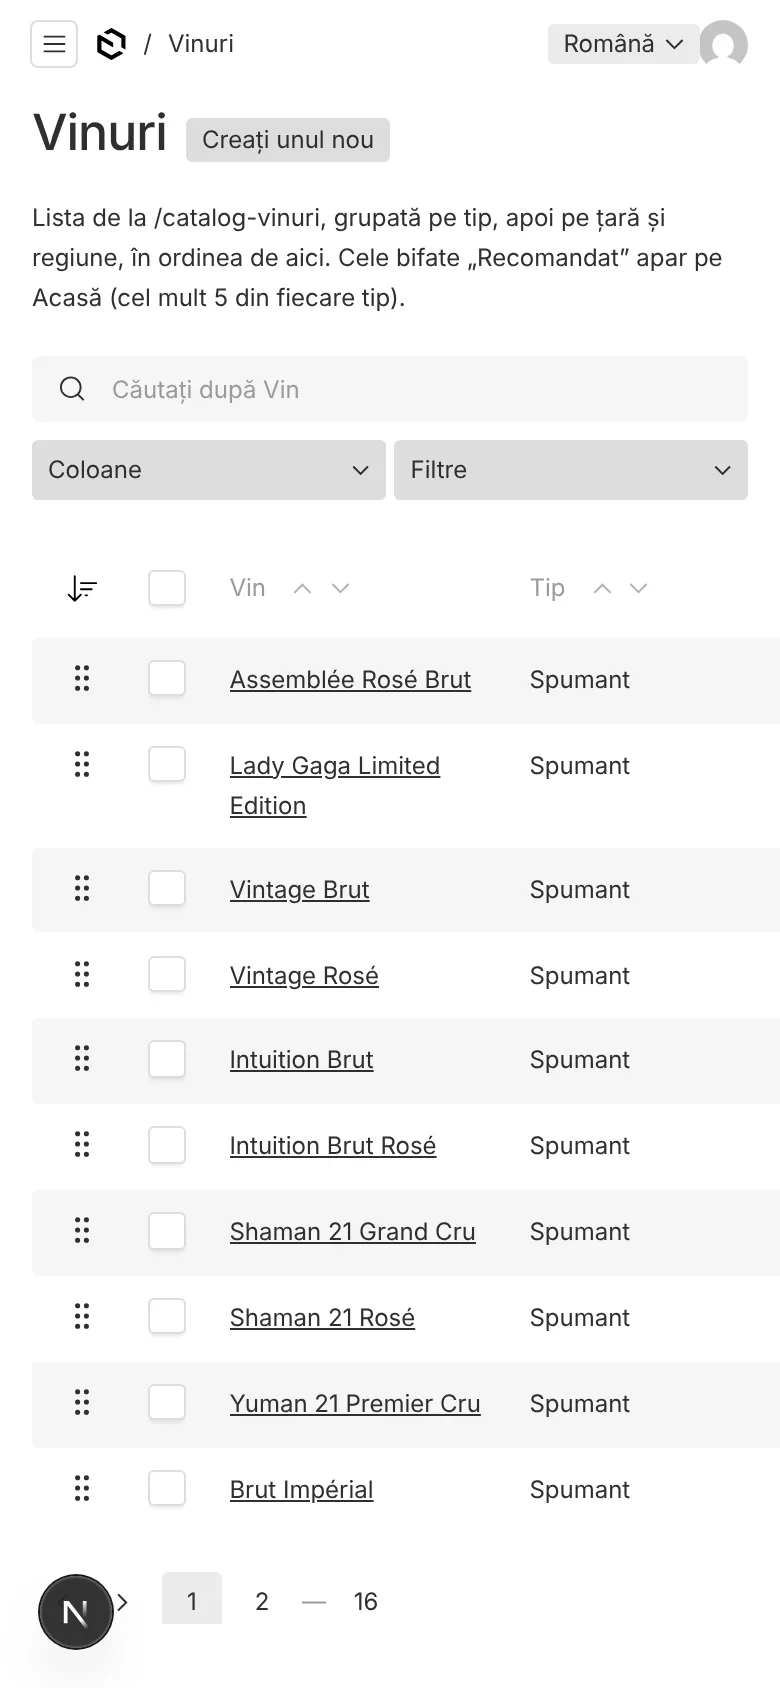 / Vinuri
Română
Vinuri
Creați unul nou
Lista de la /catalog-vinuri, grupată pe tip, apoi pe țară și
regiune, în ordinea de aici. Cele bifate „Recomandat” apar pe
Acasă (cel mult 5 din fiecare tip).
Căutați după Vin
Coloane
Filtre
Vin Tip
Assemblée Rosé Brut Spumant
Lady Gaga Limited Spumant
Edition
Vintage Brut Spumant
Vintage Rosé Spumant
Intuition Brut Spumant
Intuition Brut Rosé Spumant
Shaman 21 Grand Cru Spumant
Shaman 21 Rosé Spumant
Yuman 21 Premier Cru Spumant
Brut Impérial Spumant
N
1 2 — 16